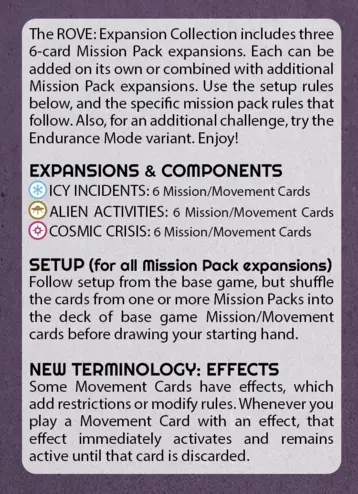 The ROVE: Expansion Collection includes three
6-card Mission Pack expansions. Each can be
added on its own or combined with additional
Mission Pack expansions. Use the setup rules
below, and the specific mission pack rules that
follow. Also, for an additional challenge, try the
Endurance Mode variant. Enjoy!
EXPANSIONS & COMPONENTS
ICY INCIDENTS: 6 Mission/Movement Cards
ALIEN ACTIVITIES: 6 Mission/Movement Cards
COSMIC CRISIS: 6 Mission/Movement Cards
SETUP (for all Mission Pack expansions)
Follow setup from the base game, but shuffle
the cards from one or more Mission Packs into
the deck of base game Mission/Movement
cards before drawing your starting hand.
NEW TERMINOLOGY: EFFECTS
Some Movement Cards have effects, which
add restrictions or modify rules. Whenever you
play a Movement Card with an effect, that
effect immediately activates and remains
active until that card is discarded.